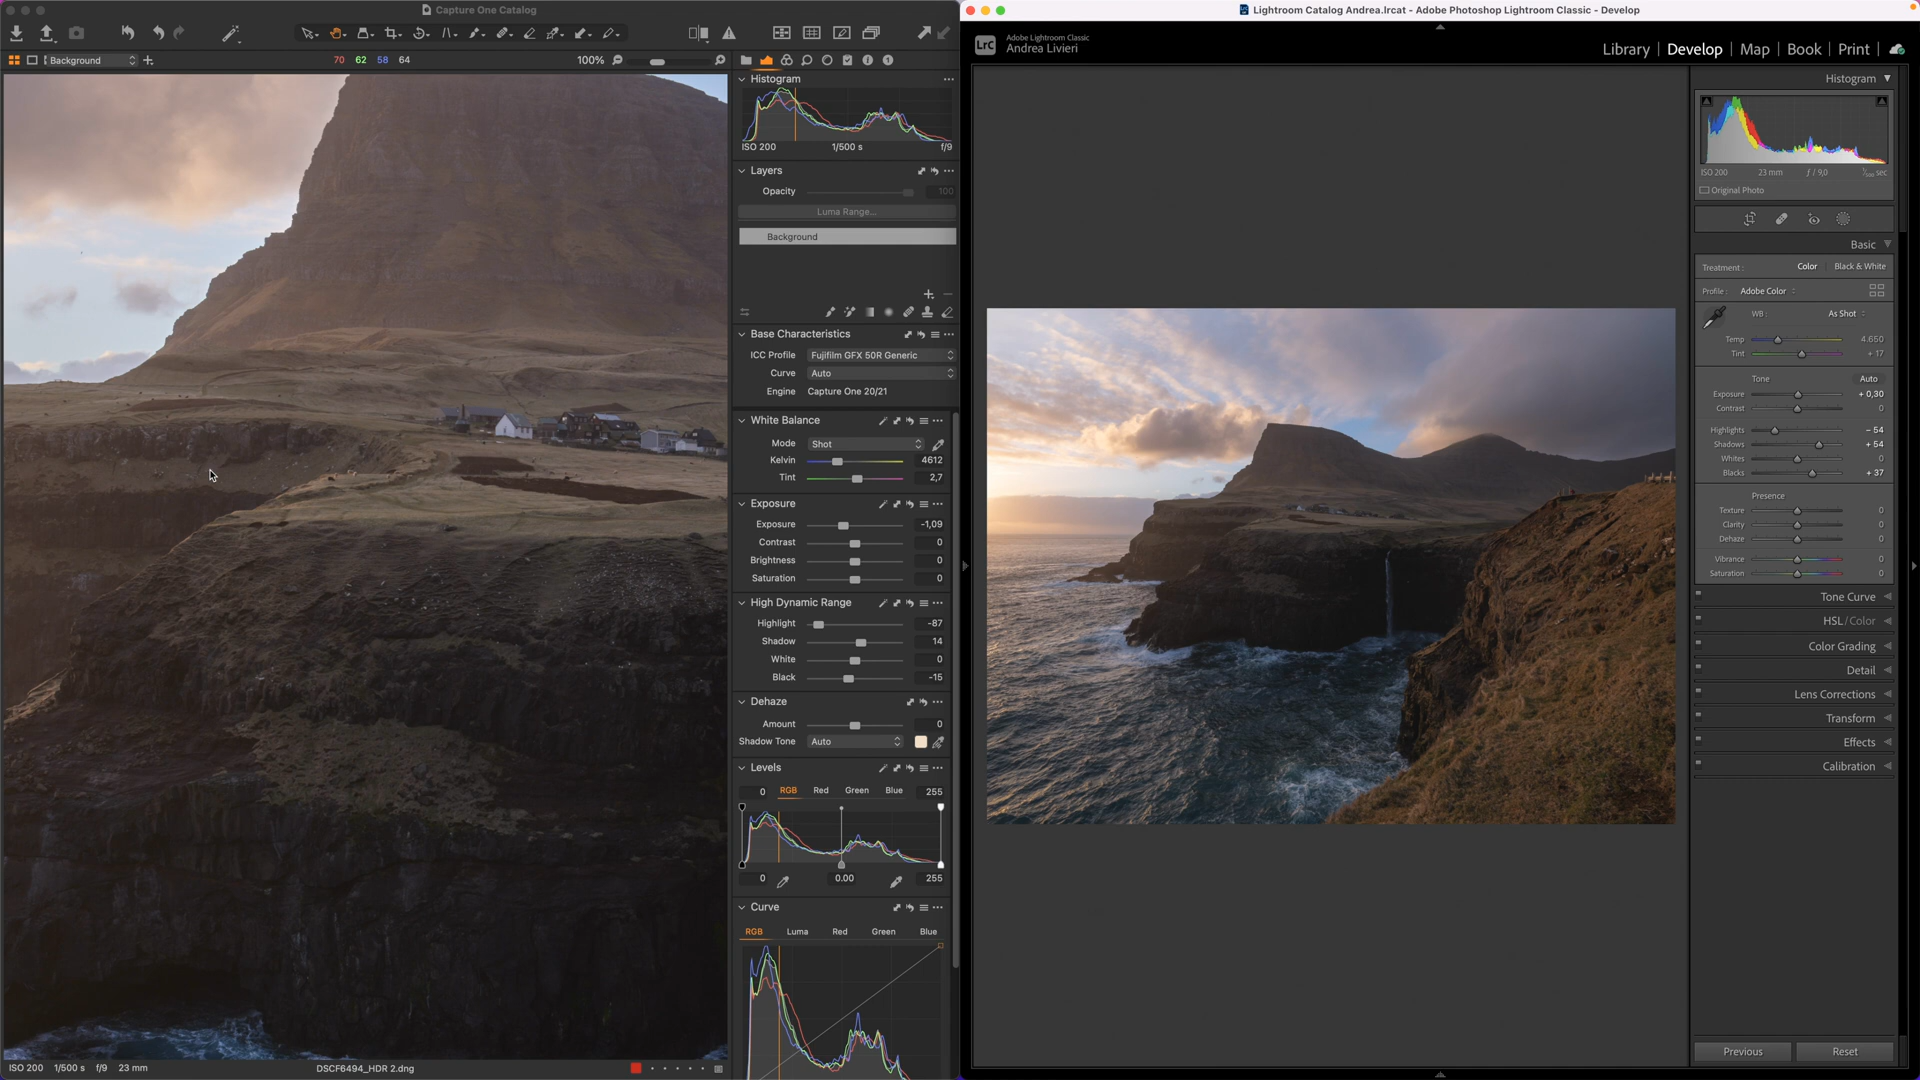 Capture One Catalog
Background
70 62 58 64
100%
Histogram
ISO 200 1/500 s f/9
Layers
Opacity 100
Luma Range...
Background
Base Characteristics
ICC Profile Fujifilm GFX 50R Generic
Curve Auto
Engine Capture One 20/21
White Balance
Mode Shot
Kelvin 4612
Tint 2,7
Exposure
Exposure -1,09
Contrast 0
Brightness 0
Saturation 0
High Dynamic Range
Highlight -87
Shadow 14
White 0
Black -15
Dehaze
Amount 0
Shadow Tone Auto
Levels
0 RGB Red Green Blue 255
0 0.00 255
Curve
RGB Luma Red Green Blue
ISO 200 1/500 s f/9 23 mm DSCF6494_HDR 2.dng
Lightroom Catalog Andrea.lrcat - Adobe Photoshop Lightroom Classic - Develop
LrC
Adobe Lightroom Classic
Andrea Livieri
Library | Develop | Map | Book | Print
Histogram
ISO 200 23 mm ƒ / 9,0 1/500 sec
Original Photo
Basic
Treatment : Color Black & White
Profile : Adobe Color
WB : As Shot
Temp 4.650
Tint + 17
Tone Auto
Exposure + 0,30
Contrast 0
Highlights − 54
Shadows + 54
Whites 0
Blacks + 37
Presence
Texture 0
Clarity 0
Dehaze 0
Vibrance 0
Saturation 0
Tone Curve
HSL / Color
Color Grading
Detail
Lens Corrections
Transform
Effects
Calibration
Previous Reset